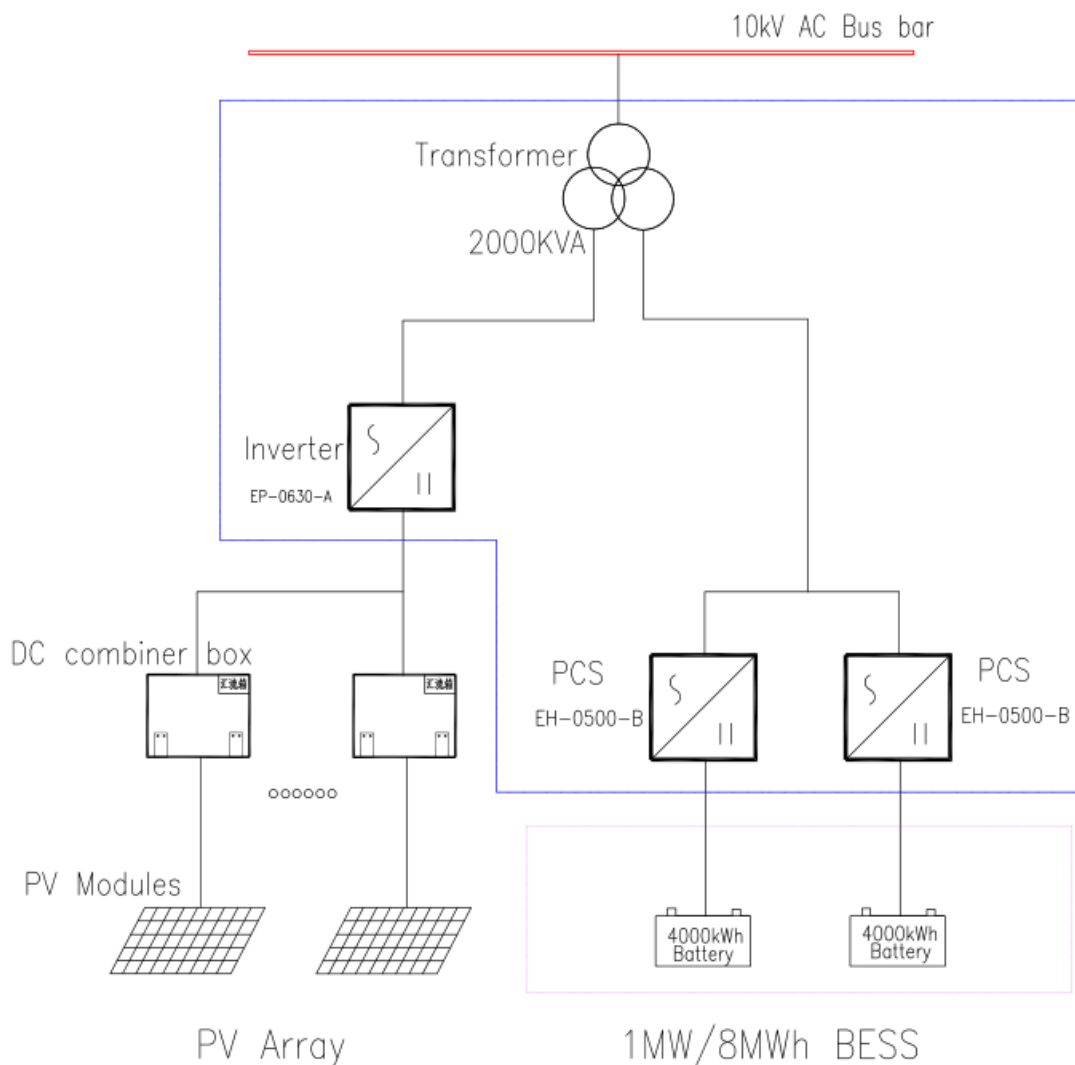 10kV AC Bus bar
Transformer
2000KVA
Inverter
EP-0630-A
DC combiner box
汇流箱
汇流箱
PCS
EH-0500-B
PCS
EH-0500-B
PV Modules
4000kWh
Battery
4000kWh
Battery
PV Array
1MW/8MWh BESS